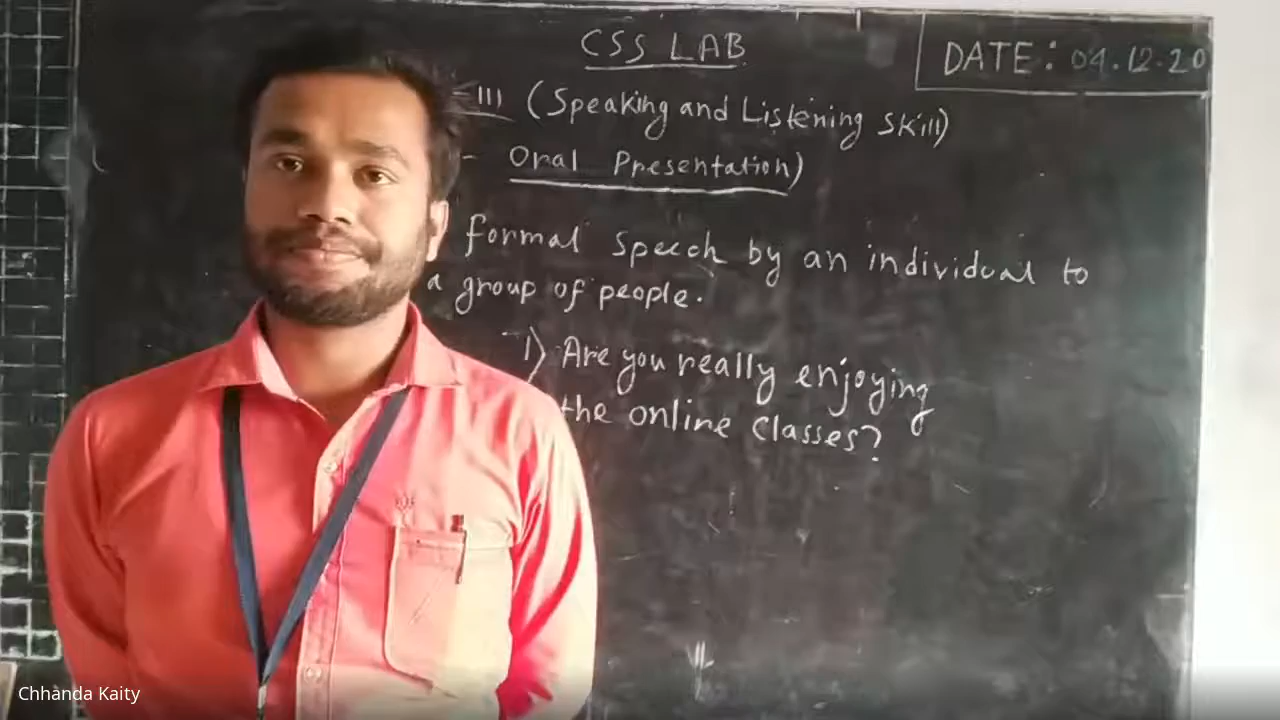 CSS LAB
DATE: 04.12.20
III (Speaking and Listening Skill)
- Oral Presentation)
formal speech by an individual to
a group of people.
1) Are you really enjoying
the online classes?
Chhanda Kaity